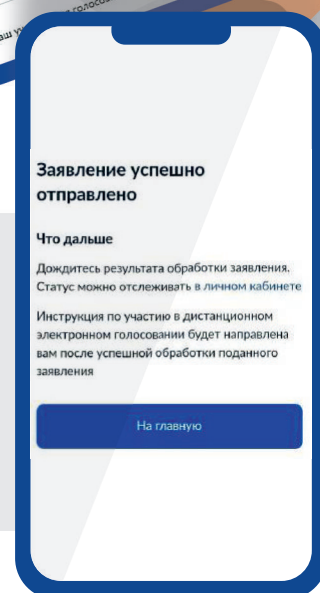 Заявление успешно
отправлено
Что дальше
Дождитесь результата обработки заявления.
Статус можно отслеживать в личном кабинете
Инструкция по участию в дистанционном
электронном голосовании будет направлена
вам после успешной обработки поданного
заявления
На главную